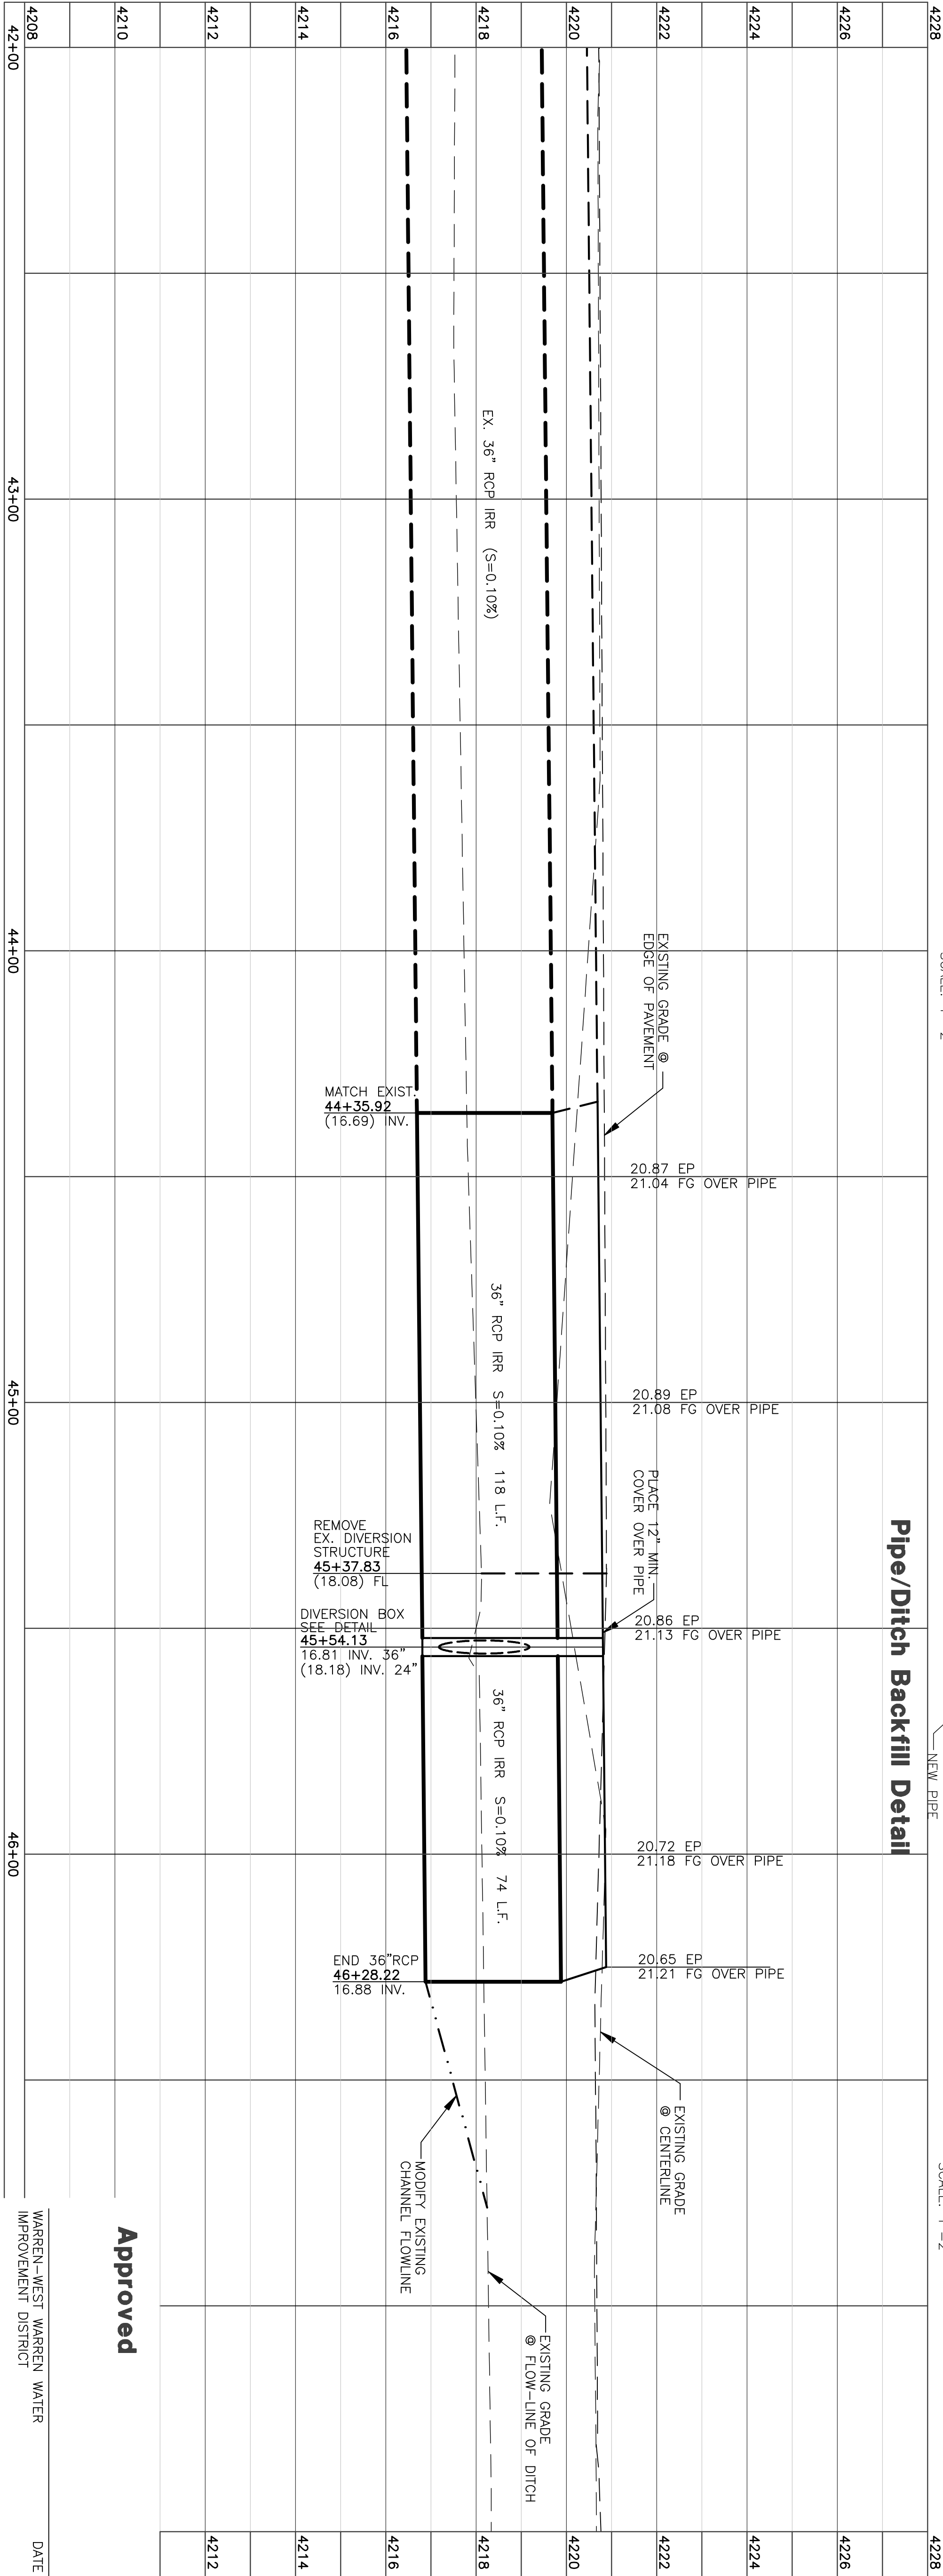 SCALE: 1"=2'
NEW PIPE
Pipe/Ditch Backfill Detail
4228
4226
4224
4222
4220
4218
4216
4214
4212
4210
4208
EXISTING GRADE @
EDGE OF PAVEMENT
20.87 EP
21.04 FG OVER PIPE
20.89 EP
21.08 FG OVER PIPE
PLACE 12" MIN.
COVER OVER PIPE
20.86 EP
21.13 FG OVER PIPE
20.72 EP
21.18 FG OVER PIPE
20.65 EP
21.21 FG OVER PIPE
EXISTING GRADE
@ CENTERLINE
EX. 36" RCP IRR (S=0.10%)
36" RCP IRR S=0.10% 118 L.F.
36" RCP IRR S=0.10% 74 L.F.
EXISTING GRADE
@ FLOW-LINE OF DITCH
MODIFY EXISTING
CHANNEL FLOWLINE
MATCH EXIST.
44+35.92
(16.69) INV.
REMOVE
EX. DIVERSION
STRUCTURE
45+37.83
(18.08) FL
DIVERSION BOX
SEE DETAIL
45+54.13
16.81 INV. 36"
(18.18) INV. 24"
END 36"RCP
46+28.22
16.88 INV.
42+00
43+00
44+00
45+00
46+00
4228
4226
4224
4222
4220
4218
4216
4214
4212
Approved
WARREN-WEST WARREN WATER
IMPROVEMENT DISTRICT
DATE